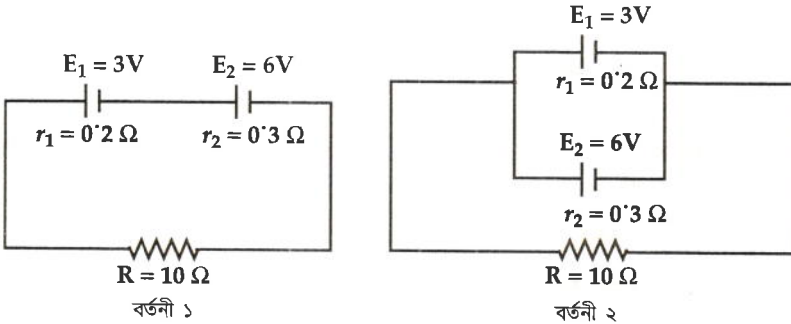 E₁ = 3V
r₁ = 0·2 Ω
E₂ = 6V
r₂ = 0·3 Ω
R = 10 Ω
বর্তনী ১
E₁ = 3V
r₁ = 0·2 Ω
E₂ = 6V
r₂ = 0·3 Ω
R = 10 Ω
বর্তনী ২